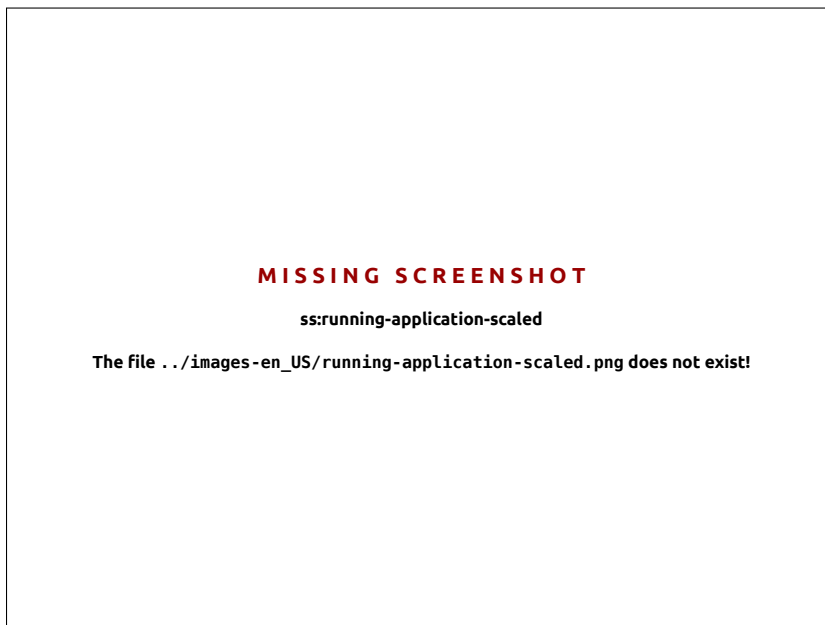 MISSING SCREENSHOT
ss:running-application-scaled
The file ../images-en_US/running-application-scaled.png does not exist!